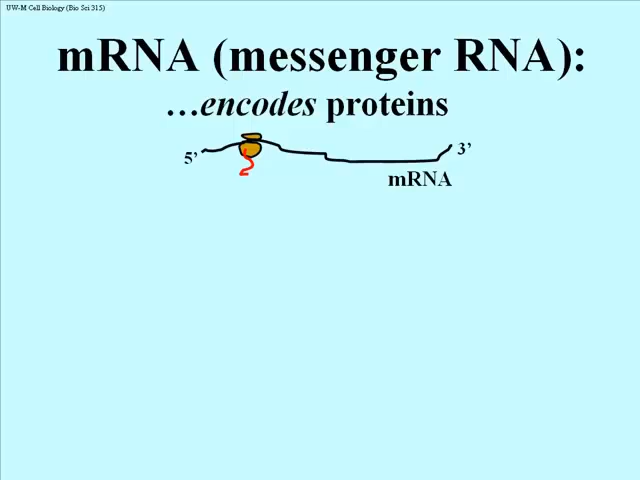 UW-M Cell Biology (Bio Sci 315)
mRNA (messenger RNA):
…encodes proteins
5’
3’
mRNA